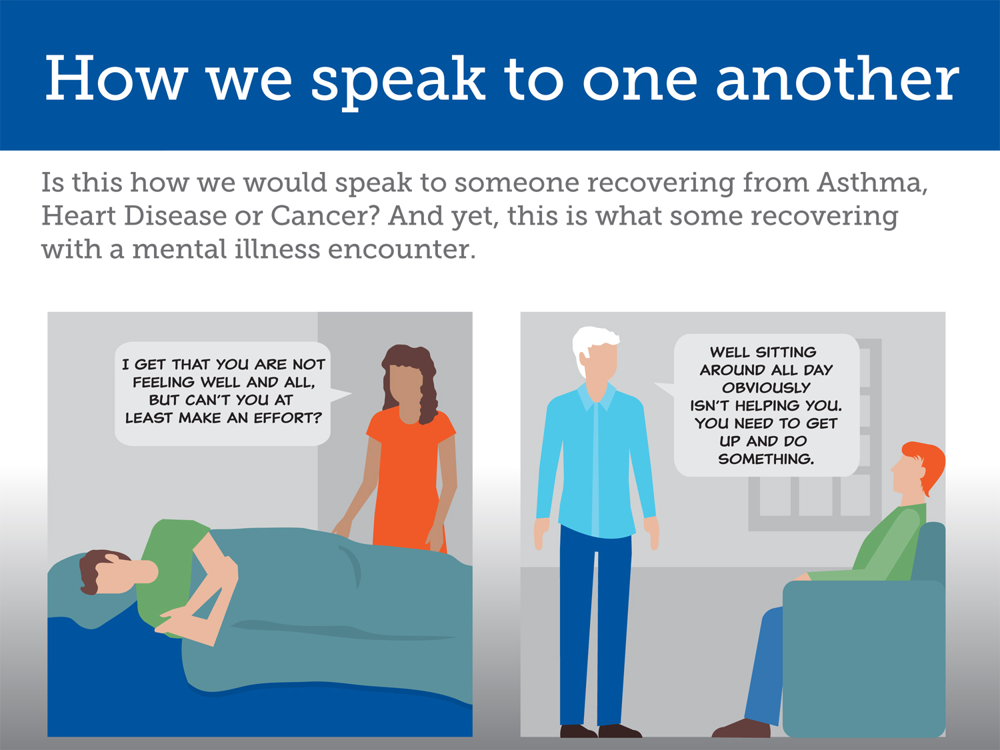 How we speak to one another
Is this how we would speak to someone recovering from Asthma,
Heart Disease or Cancer? And yet, this is what some recovering
with a mental illness encounter.
I GET THAT YOU ARE NOT
FEELING WELL AND ALL,
BUT CAN'T YOU AT
LEAST MAKE AN EFFORT?
WELL SITTING
AROUND ALL DAY
OBVIOUSLY
ISN'T HELPING YOU.
YOU NEED TO GET
UP AND DO
SOMETHING.